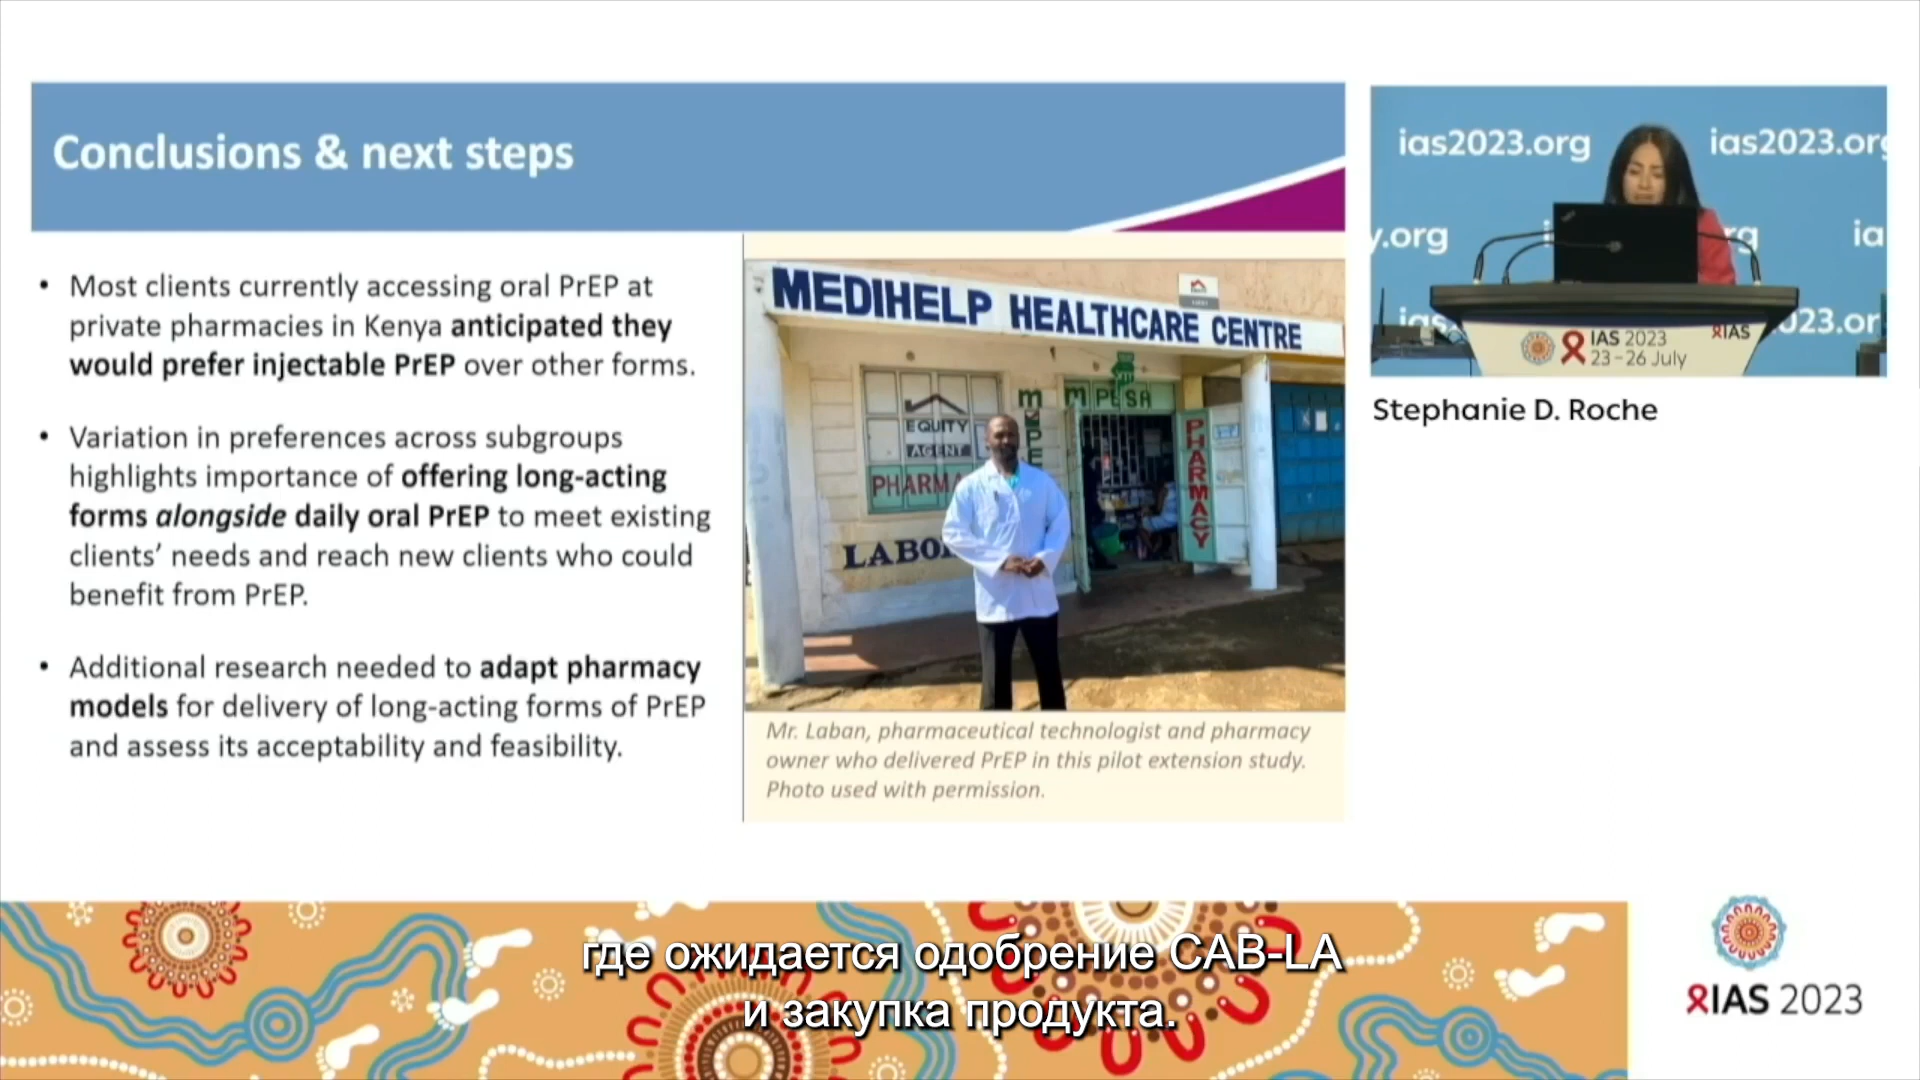 Conclusions & next steps
• Most clients currently accessing oral PrEP at
private pharmacies in Kenya anticipated they
would prefer injectable PrEP over other forms.
• Variation in preferences across subgroups
highlights importance of offering long-acting
forms alongside daily oral PrEP to meet existing
clients’ needs and reach new clients who could
benefit from PrEP.
• Additional research needed to adapt pharmacy
models for delivery of long-acting forms of PrEP
and assess its acceptability and feasibility.
MEDIHELP HEALTHCARE CENTRE
EQUITY
AGENT
PHARMA
LABO
M PESA
PHARMACY
Mr. Laban, pharmaceutical technologist and pharmacy
owner who delivered PrEP in this pilot extension study.
Photo used with permission.
ias2023.org
ias2023.org
y.org
rg
ia
ias
023.or
IAS 2023
23–26 July
IAS
Stephanie D. Roche
где ожидается одобрение CAB-LA
и закупка продукта.
IAS 2023